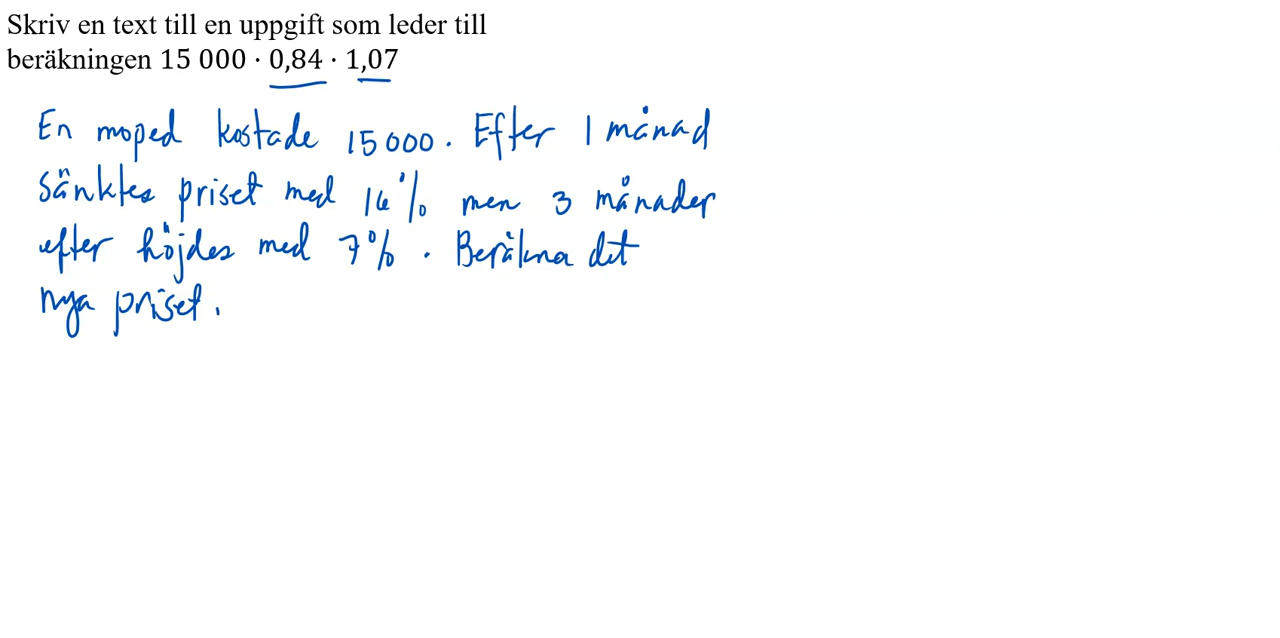 Skriv en text till en uppgift som leder till
beräkningen 15 000 · 0,84 · 1,07
En moped kostade 15000. Efter 1 månad
sänktes priset med 16% men 3 månader
efter höjdes med 7%. Beräkna det
nya priset.